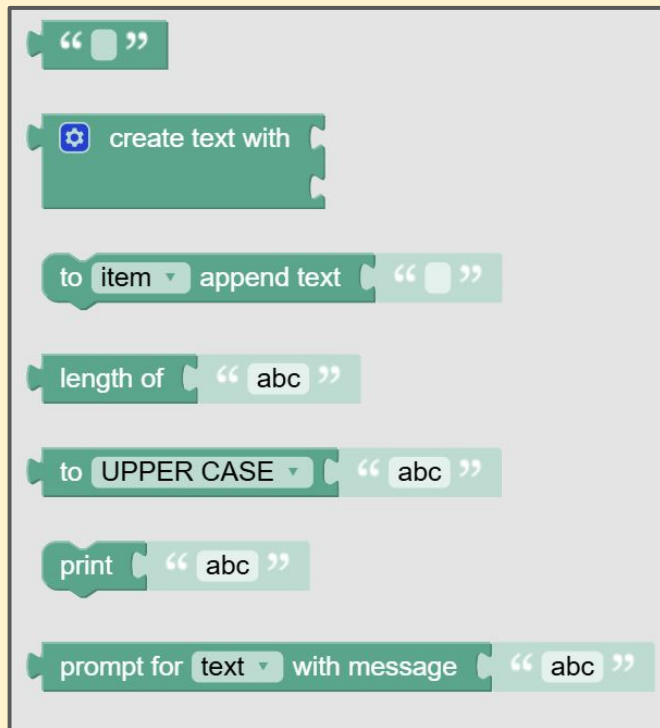 “ ”
create text with
to item ▾ append text “ ”
length of “ abc ”
to UPPER CASE ▾ “ abc ”
print “ abc ”
prompt for text ▾ with message “ abc ”